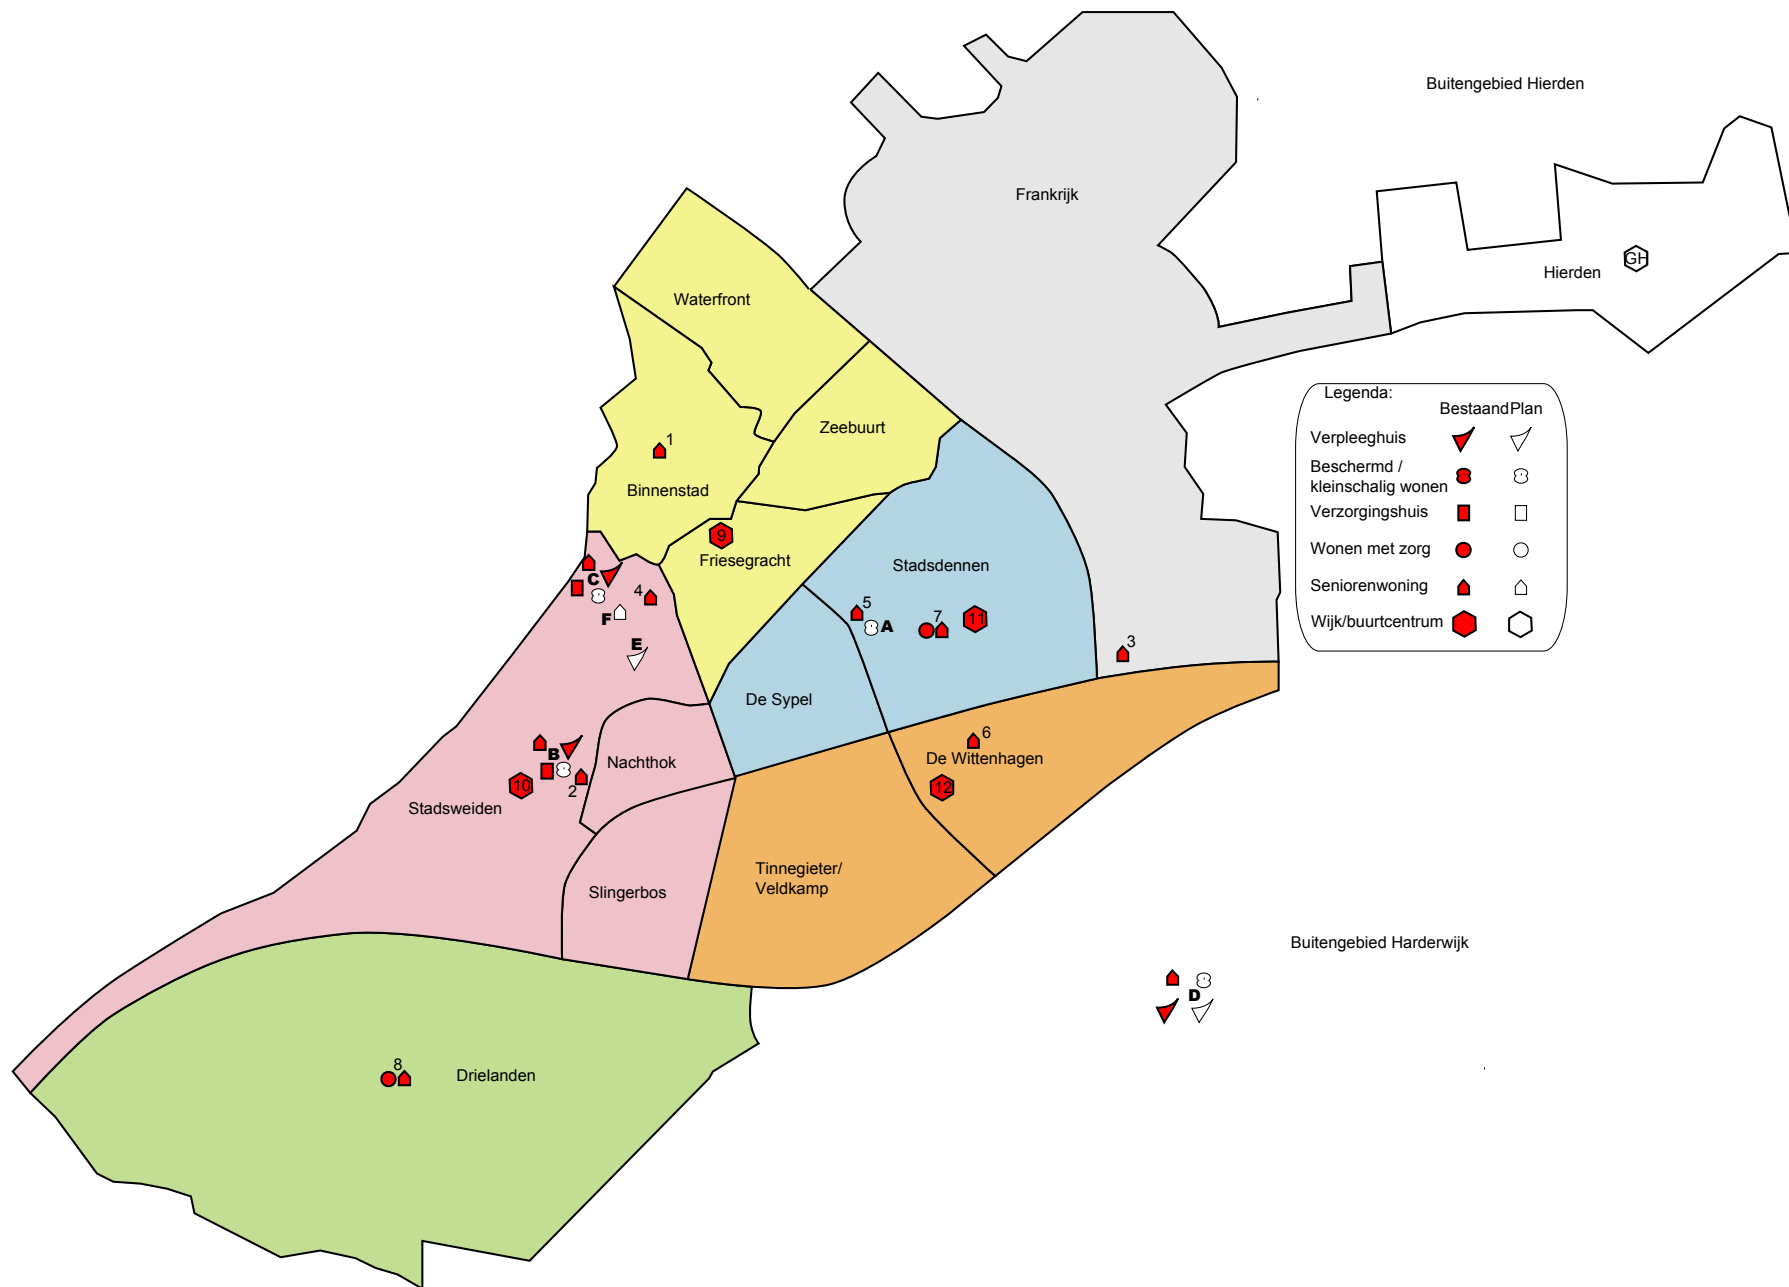 Buitengebied Hierden
Frankrijk
GH
Hierden
Waterfront
Legenda:
Bestaand Plan
Verpleeghuis
Beschermd /
kleinschalig wonen
Verzorgingshuis
Wonen met zorg
Seniorenwoning
Wijk/buurtcentrum
Zeebuurt
1
Binnenstad
9
Friesegracht
Stadsdennen
C
4
F
E
5
A
7
11
3
De Sypel
6
De Wittenhagen
12
B
Nachthok
10
2
Stadsweiden
Tinnegieter/
Veldkamp
Slingerbos
Buitengebied Harderwijk
D
8
Drielanden